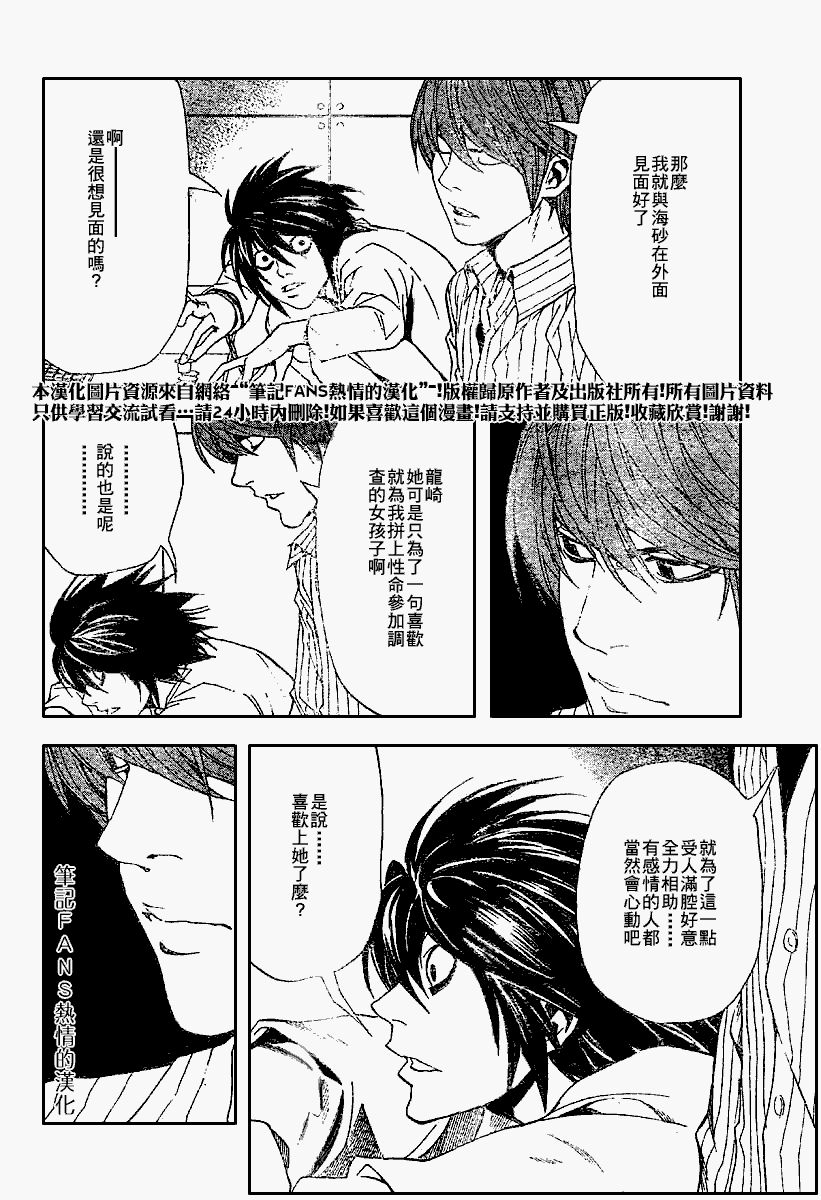 那麼
我就與海砂在外面
見面好了
啊——
還是很想見面的嗎？
本漢化圖片資源來自網絡-“筆記FANS熱情的漢化”-!版權歸原作者及出版社所有!所有圖片資料
只供學習交流試看…請24小時內刪除!如果喜歡這個漫畫!請支持並購買正版!收藏欣賞!謝謝!
龍崎
她可是只為了一句喜歡
就為我拼上性命參加調
查的女孩子啊
…………
說的也是呢
…………
就為了這一點
受人滿腔好意
全力相助……
有感情的人都
當然會心動吧
是說……
喜歡上她了麼？
筆記FANS熱情的漢化